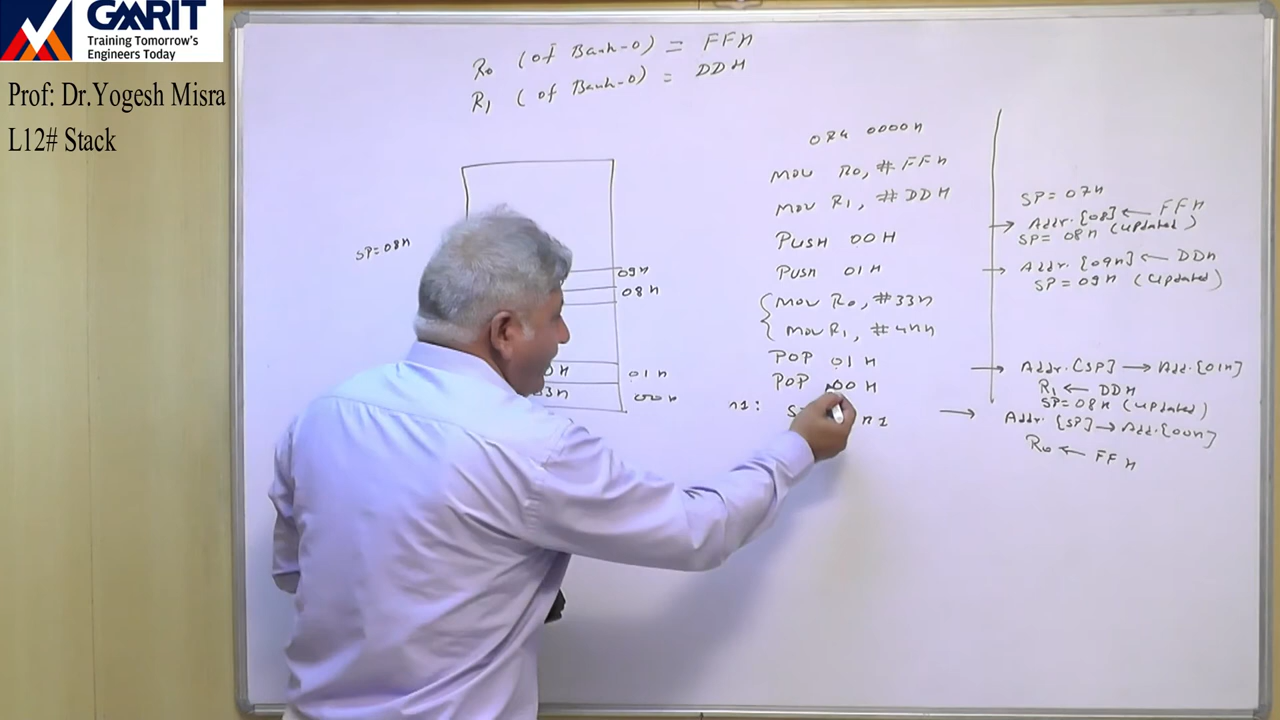 GMRIT
Training Tomorrow's
Engineers Today
Prof: Dr.Yogesh Misra
L12# Stack
R0 (of Bank-0) = FFH
R1 (of Bank-0) = DDH
SP=08H
09H
08H
01H
03H
00H
ORG 0000H
MOV R0, #FFH
MOV R1, #DDH
PUSH 00H
PUSH 01H
MOV R0, #33H
MOV R1, #44H
POP 01H
POP 00H
H1:
H1
SP=07H
→ Addr.[08] ← FFH
SP= 08H (updated)
→ Addr.[09H] ← DDH
SP= 09H (updated)
→ Addr.[SP] → Add.[01H]
R1 ← DDH
SP= 08H (updated)
→ Addr.[SP] → Add.[00H]
R0 ← FFH